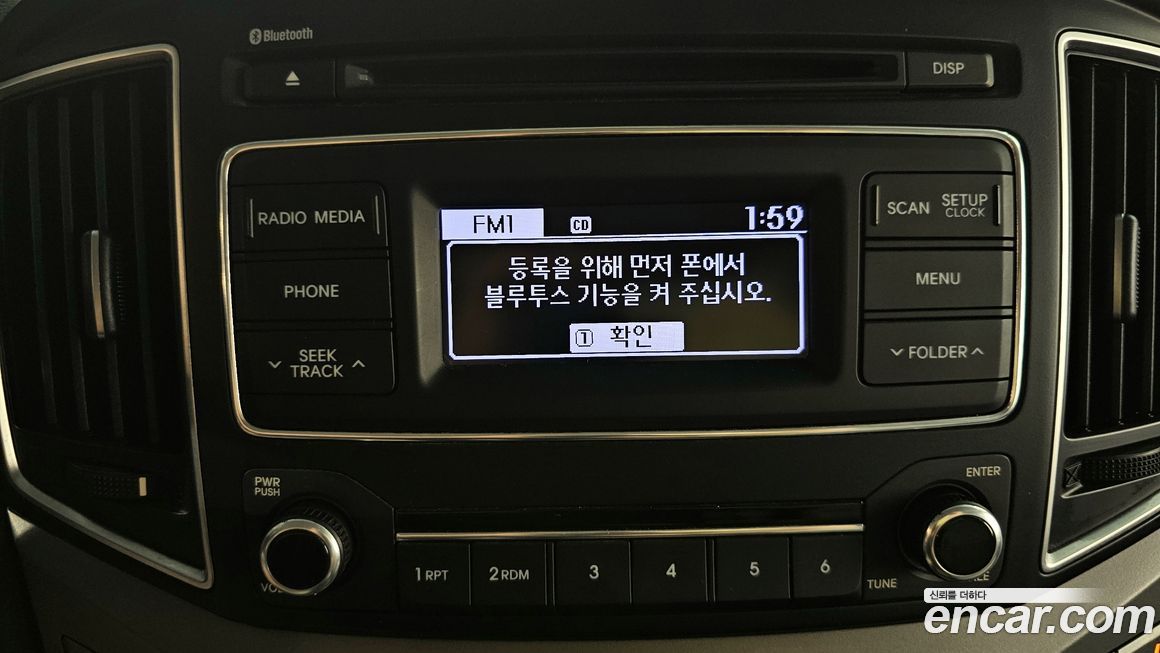 Bluetooth
DISP
RADIO MEDIA
FM1
CD
1:59
SCAN
SETUP
CLOCK
등록을 위해 먼저 폰에서
블루투스 기능을 켜 주십시오.
1 확인
PHONE
MENU
SEEK
TRACK
FOLDER
PWR
PUSH
ENTER
1 RPT
2 RDM
3
4
5
6
TUNE
신뢰를 더하다
encar.com